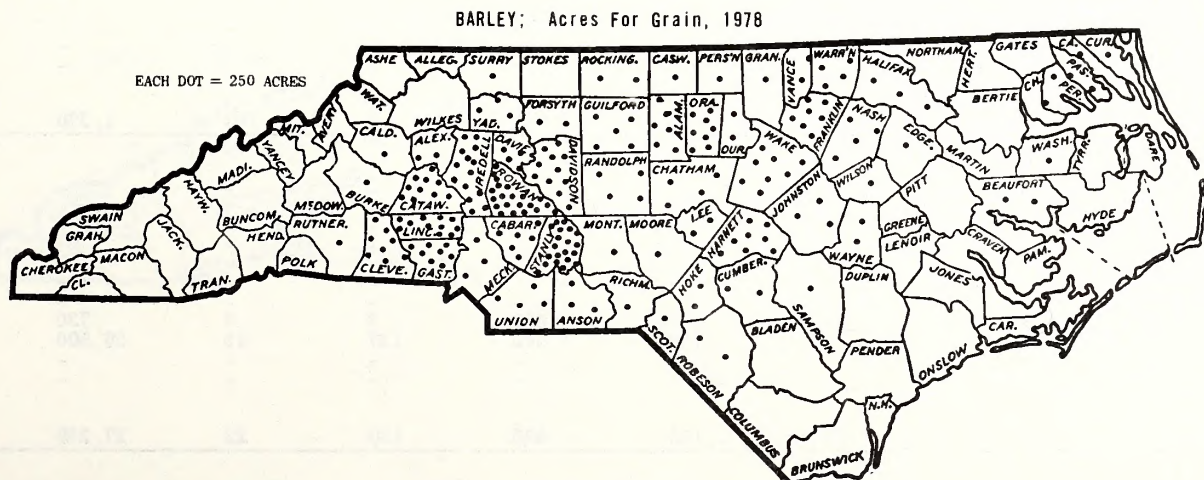 BARLEY; Acres For Grain, 1978
EACH DOT = 250 ACRES
ASHE ALLEG. SURRY STOKES ROCKING. CASW. PERS'N GRAN. VANCE WARR'N HALIFAX NORTHAM. HERT. GATES CA. CUR.
PAS. PER. CH. BERTIE
WAT. WILKES YAD. FORSYTH GUILFORD ALAM. ORA. DUR. FRANKLIN NASH EDGE. MARTIN WASH. TYRR. DARE
MIT. AVERY CALD. ALEX. IREDELL DAVIE DAVIDSON RANDOLPH CHATHAM WAKE WILSON PITT BEAUFORT HYDE
MADI. YANCEY BURKE CATAW. ROWAN JOHNSTON GREENE
SWAIN HAYW. BUNCOM. McDOW. LINC. CABAR. STANLY MONT. MOORE LEE HARNETT WAYNE LENOIR CRAVEN PAM.
GRAH. JACK. HEND. RUTHER. CLEVE. GAST. MECK.
CHEROKEE MACON TRAN. POLK HOKE CUMBER. SAMPSON DUPLIN JONES
CL. UNION ANSON RICHM. SCOT. BLADEN CAR.
ROBESON PENDER ONSLOW
COLUMBUS N.H.
BRUNSWICK
730
59,500